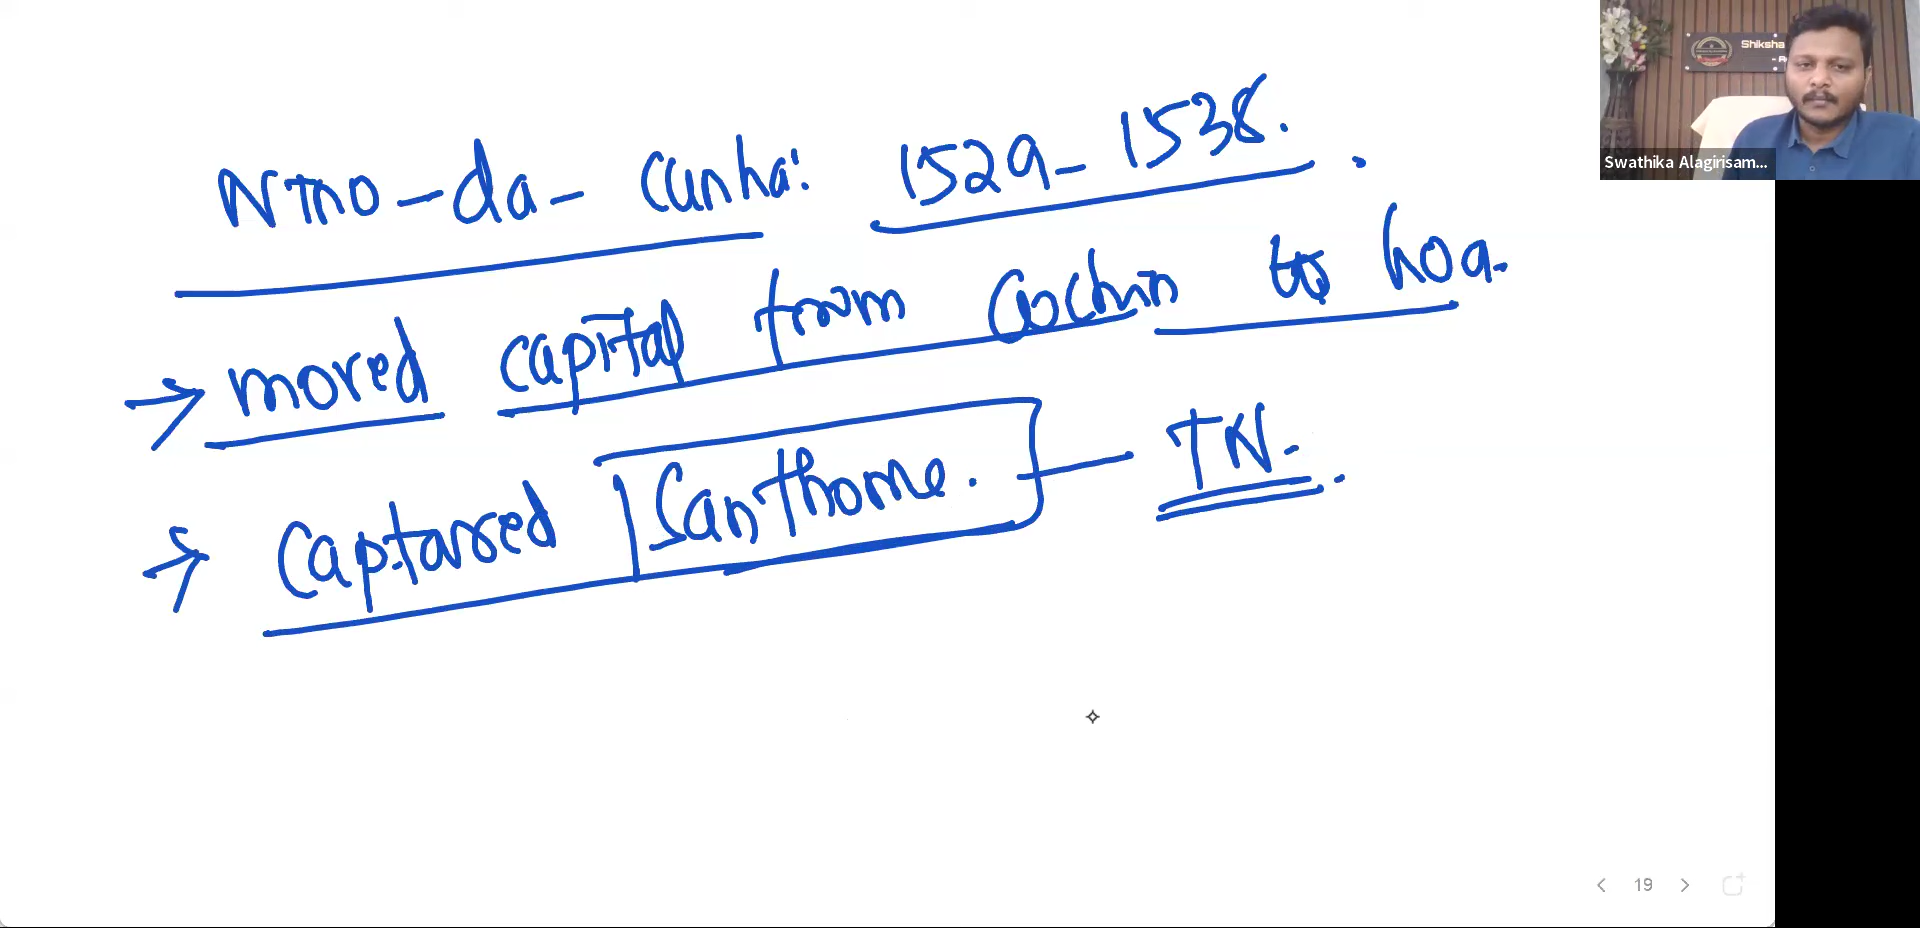 Nino-da-Cunha: 1529-1538.
→ moved capital from Cochin to Goa.
→ Captured Santhome. — TN.
Shiksha
Swathika Alagirisam...
19